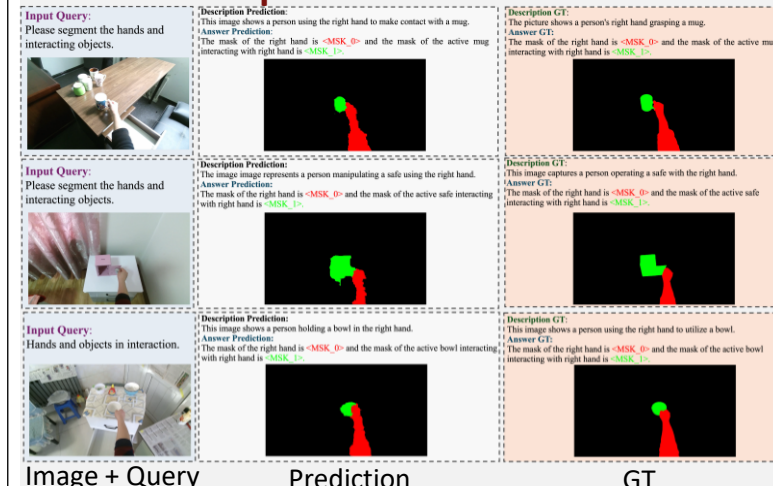 Input Query:
Please segment the hands and
interacting objects.
Description Prediction:
This image shows a person using the right hand to make contact with a mug.
Answer Prediction:
The mask of the right hand is <MSK_0> and the mask of the active mug
interacting with right hand is <MSK_1>.
Description GT:
The picture shows a person's right hand grasping a mug.
Answer GT:
The mask of the right hand is <MSK_0> and the mask of the active mu
interacting with right hand is <MSK_1>.
Input Query:
Please segment the hands and
interacting objects.
Description Prediction:
The image image represents a person manipulating a safe using the right hand.
Answer Prediction:
The mask of the right hand is <MSK_0> and the mask of the active safe interacting
with right hand is <MSK_1>.
Description GT:
This image captures a person operating a safe with the right hand.
Answer GT:
The mask of the right hand is <MSK_0> and the mask of the active safe
interacting with right hand is <MSK_1>.
Input Query:
Hands and objects in interaction.
Description Prediction:
This image shows a person holding a bowl in the right hand.
Answer Prediction:
The mask of the right hand is <MSK_0> and the mask of the active bowl interacting
with right hand is <MSK_1>.
Description GT:
This image shows a person using the right hand to utilize a bowl.
Answer GT:
The mask of the right hand is <MSK_0> and the mask of the active bowl
interacting with right hand is <MSK_1>.
Image + Query
Prediction
GT